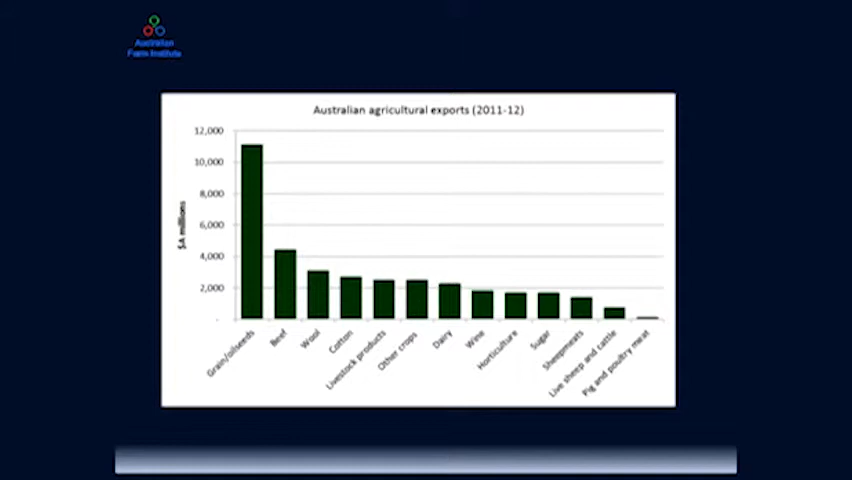 Australian
Farm Institute
Australian agricultural exports (2011-12)
$A millions
12,000
10,000
8,000
6,000
4,000
2,000
-
Grain/oilseeds
Beef
Wool
Cotton
Livestock products
Other crops
Dairy
Wine
Horticulture
Sugar
Sheepmeats
Live sheep and cattle
Pig and poultry meat